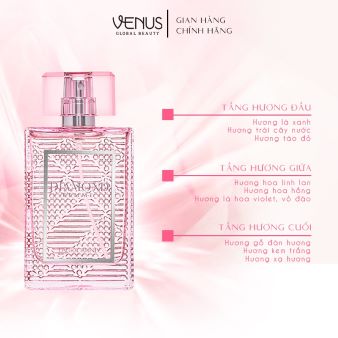 VENUS
GLOBAL BEAUTY
GIAN HÀNG
CHÍNH HÃNG
TẦNG HƯƠNG ĐẦU
Hương lá xanh
Hương trái cây nước
Hương táo đỏ
DIAMOND
TẦNG HƯƠNG GIỮA
Hương hoa linh lan
Hương hoa hồng
Hương lá hoa violet, vỏ đào
TẦNG HƯƠNG CUỐI
Hương gỗ đàn hương
Hương kem trắng
Hương xạ hương